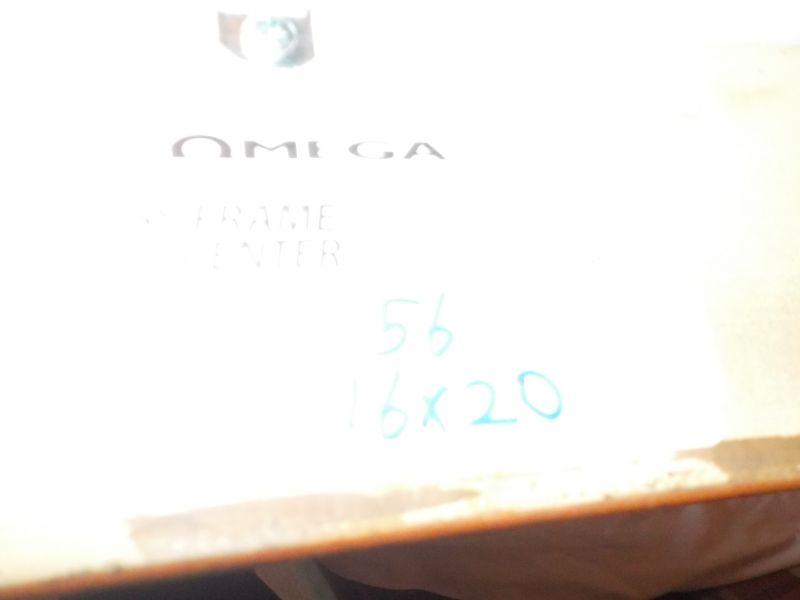 OMEGA
FRAME
CENTER
56
16x20